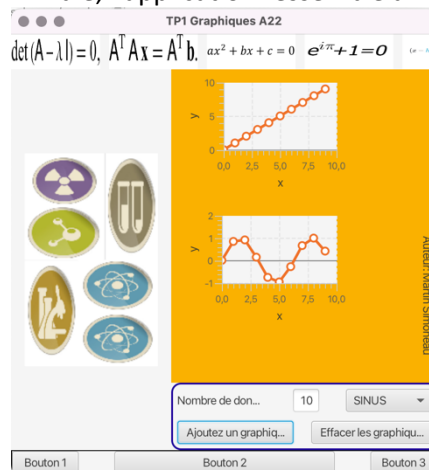 TP1 Graphiques A22
det(A−λI)=0, AᵀAx=Aᵀb. ax² + bx + c = 0 e^{iπ}+1=0
10
5
0
y
0,0 2,5 5,0 7,5 10,0
x
2
1
0
-1
y
0,0 2,5 5,0 7,5 10,0
x
Auteur: Martin Simoneau
Nombre de don... 10 SINUS
Ajoutez un graphiq... Effacer les graphiqu...
Bouton 1 Bouton 2 Bouton 3